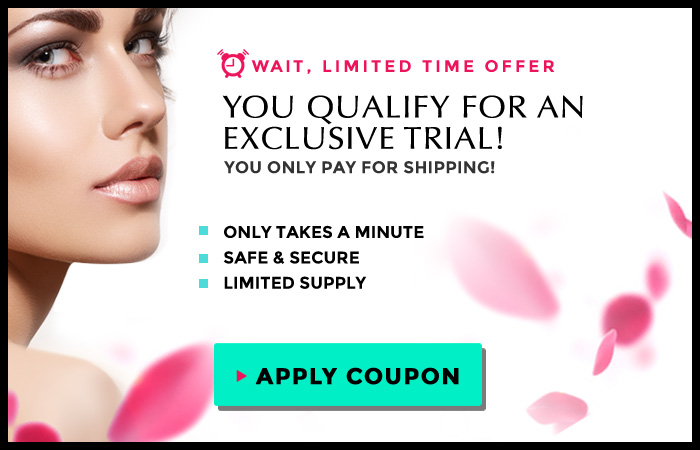 WAIT, LIMITED TIME OFFER
YOU QUALIFY FOR AN
EXCLUSIVE TRIAL!
YOU ONLY PAY FOR SHIPPING!
ONLY TAKES A MINUTE
SAFE & SECURE
LIMITED SUPPLY
APPLY COUPON